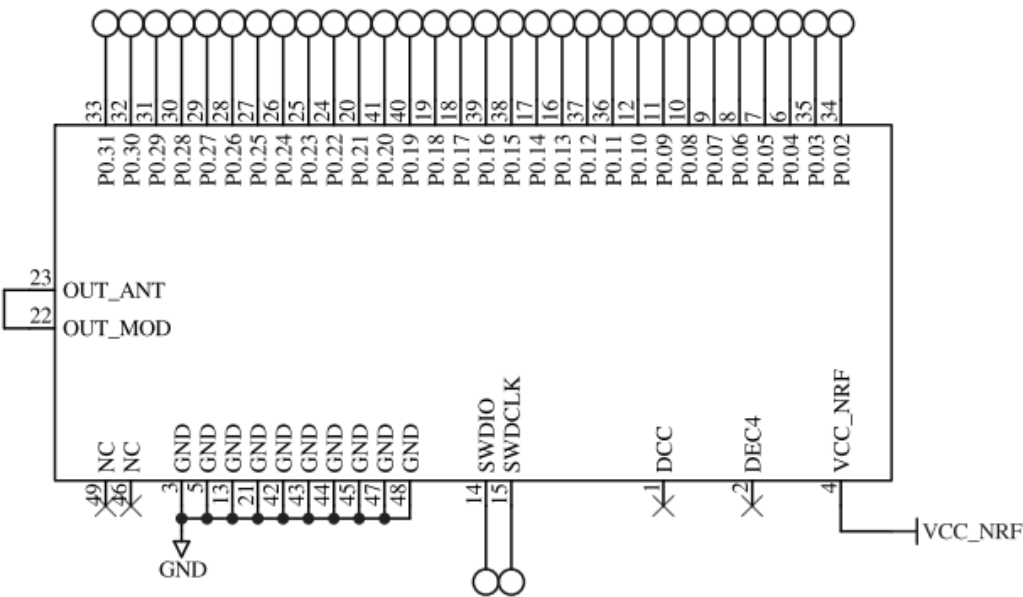 33 32 31 30 29 28 27 26 25 24 20 41 40 19 18 39 38 17 16 37 36 12 11 10 9 8 7 6 35 34
P0.31 P0.30 P0.29 P0.28 P0.27 P0.26 P0.25 P0.24 P0.23 P0.22 P0.21 P0.20 P0.19 P0.18 P0.17 P0.16 P0.15 P0.14 P0.13 P0.12 P0.11 P0.10 P0.09 P0.08 P0.07 P0.06 P0.05 P0.04 P0.03 P0.02
23 OUT_ANT
22 OUT_MOD
NC NC GND GND GND GND GND GND GND GND GND GND SWDIO SWDCLK DCC DEC4 VCC_NRF
49 46 3 5 13 21 42 43 44 45 47 48 14 15 1 2 4
VCC_NRF
GND